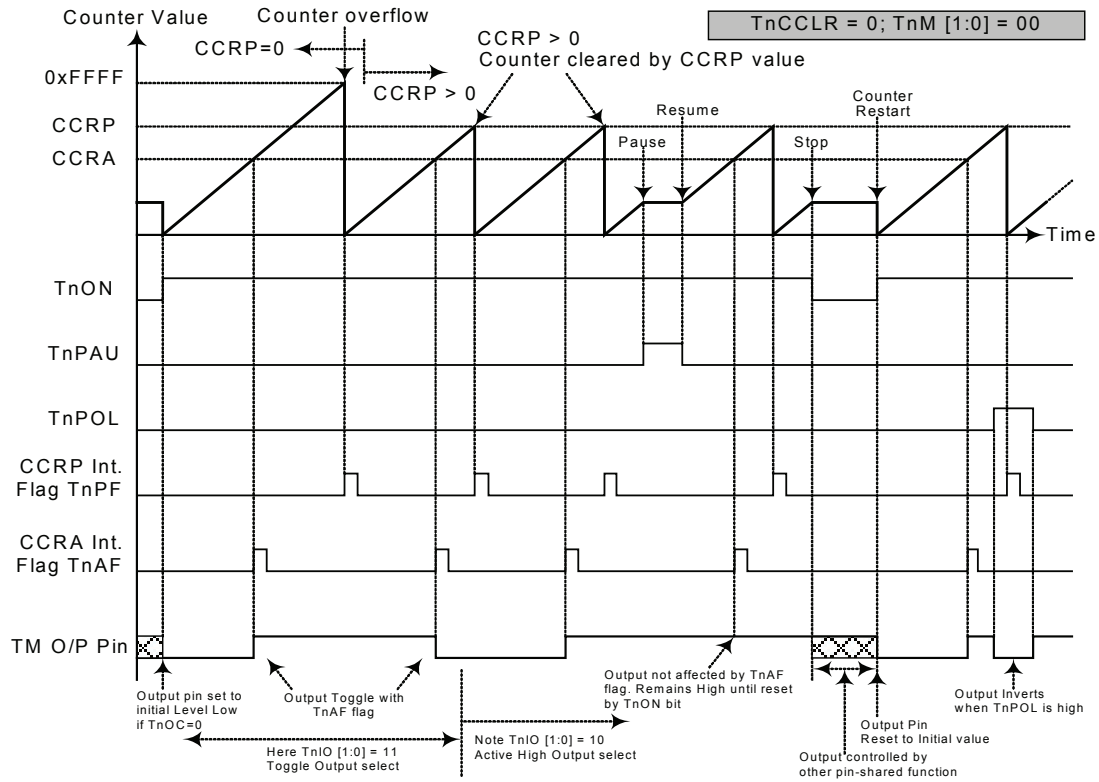 Counter Value
Counter overflow
TnCCLR = 0; TnM [1:0] = 00
CCRP=0
CCRP > 0
CCRP > 0
Counter cleared by CCRP value
0xFFFF
CCRP
CCRA
Pause
Resume
Stop
Counter
Restart
Time
TnON
TnPAU
TnPOL
CCRP Int.
Flag TnPF
CCRA Int.
Flag TnAF
TM O/P Pin
Output pin set to
initial Level Low
if TnOC=0
Output Toggle with
TnAF flag
Output not affected by TnAF
flag. Remains High until reset
by TnON bit
Output Inverts
when TnPOL is high
Here TnIO [1:0] = 11
Toggle Output select
Note TnIO [1:0] = 10
Active High Output select
Output Pin
Reset to Initial value
Output controlled by
other pin-shared function